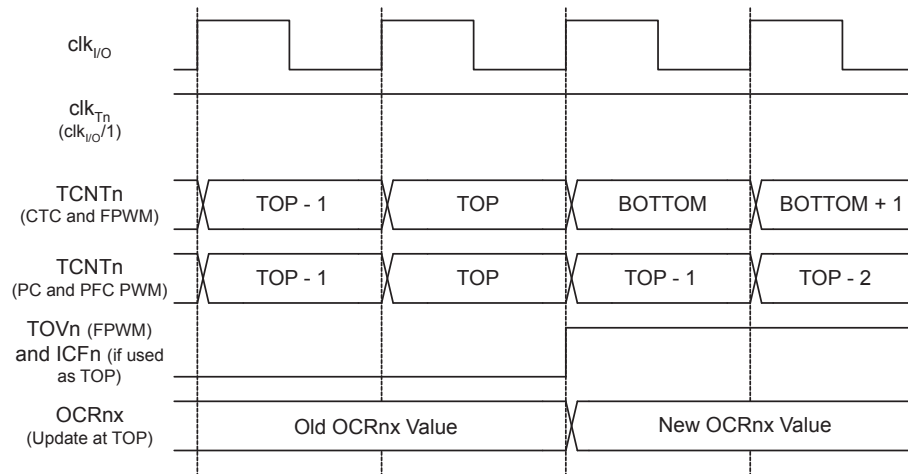 clkI/O
clkTn
(clkI/O/1)
TCNTn
(CTC and FPWM)
TOP - 1 TOP BOTTOM BOTTOM + 1
TCNTn
(PC and PFC PWM)
TOP - 1 TOP TOP - 1 TOP - 2
TOVn (FPWM)
and ICFn (if used
as TOP)
OCRnx
(Update at TOP)
Old OCRnx Value New OCRnx Value